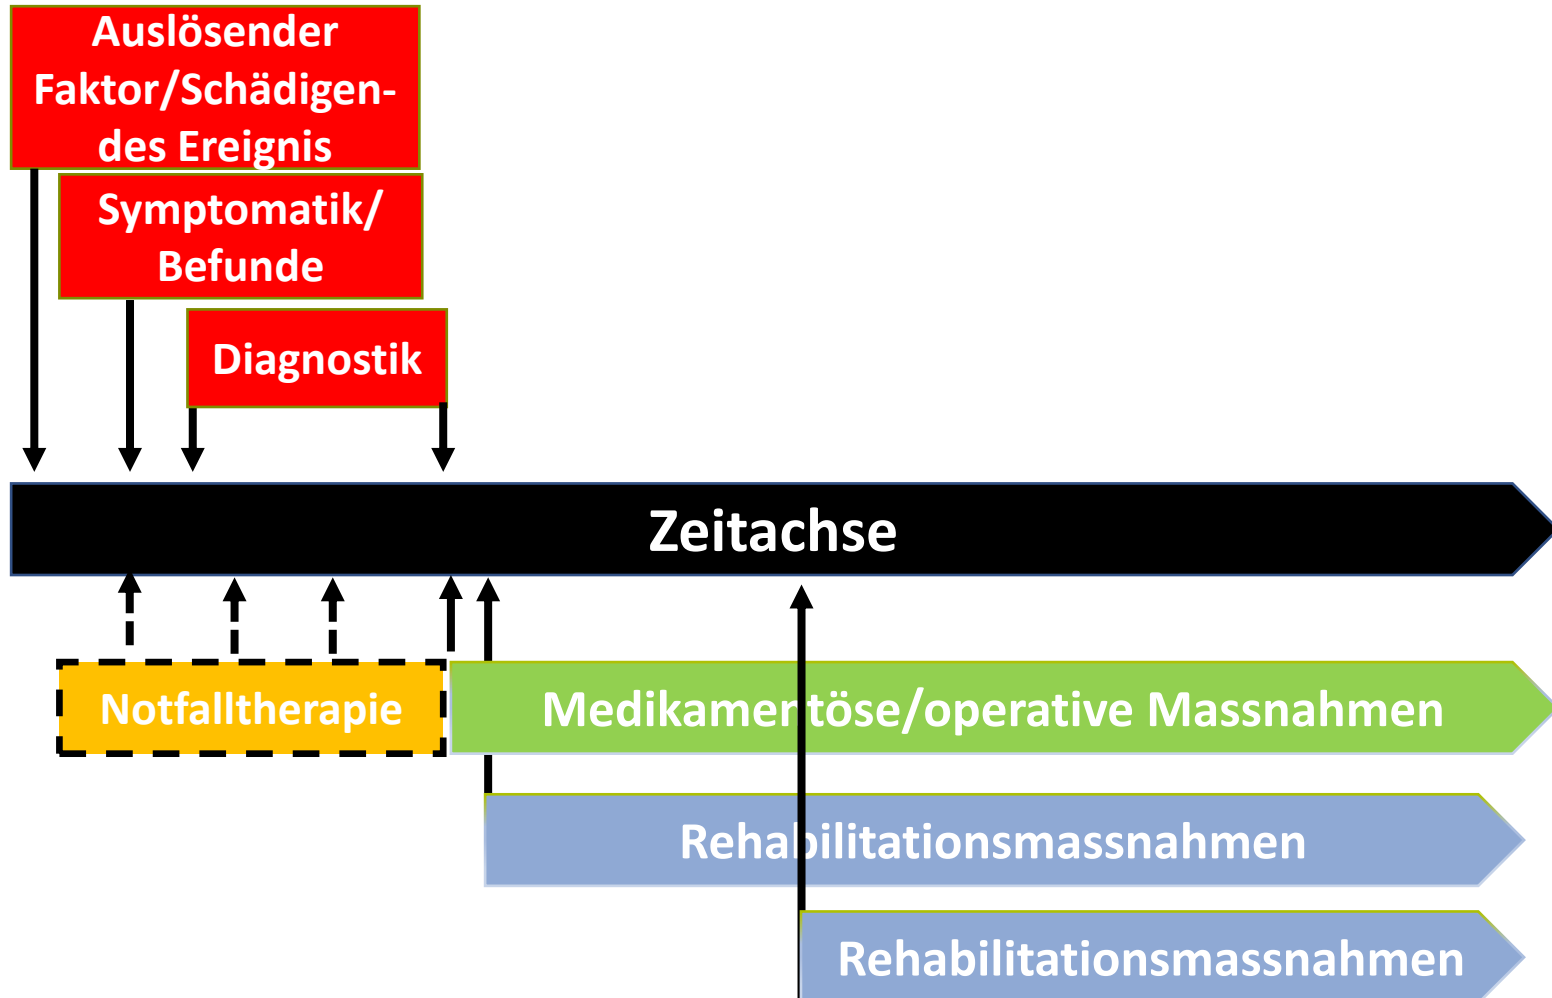 Auslösender
Faktor/Schädigen-
des Ereignis
Symptomatik/
Befunde
Diagnostik
Zeitachse
Notfalltherapie
Medikamentöse/operative Massnahmen
Rehabilitationsmassnahmen
Rehabilitationsmassnahmen